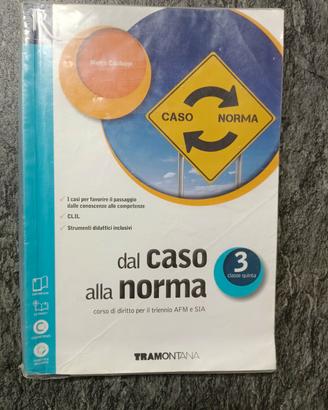 Marco Capiluppi
CASO NORMA
I casi per favorire il passaggio
dalle conoscenze alle competenze
CLIL
Strumenti didattici inclusivi
dal caso
alla norma
3
classe quinta
corso di diritto per il triennio AFM e SIA
TRAMONTANA